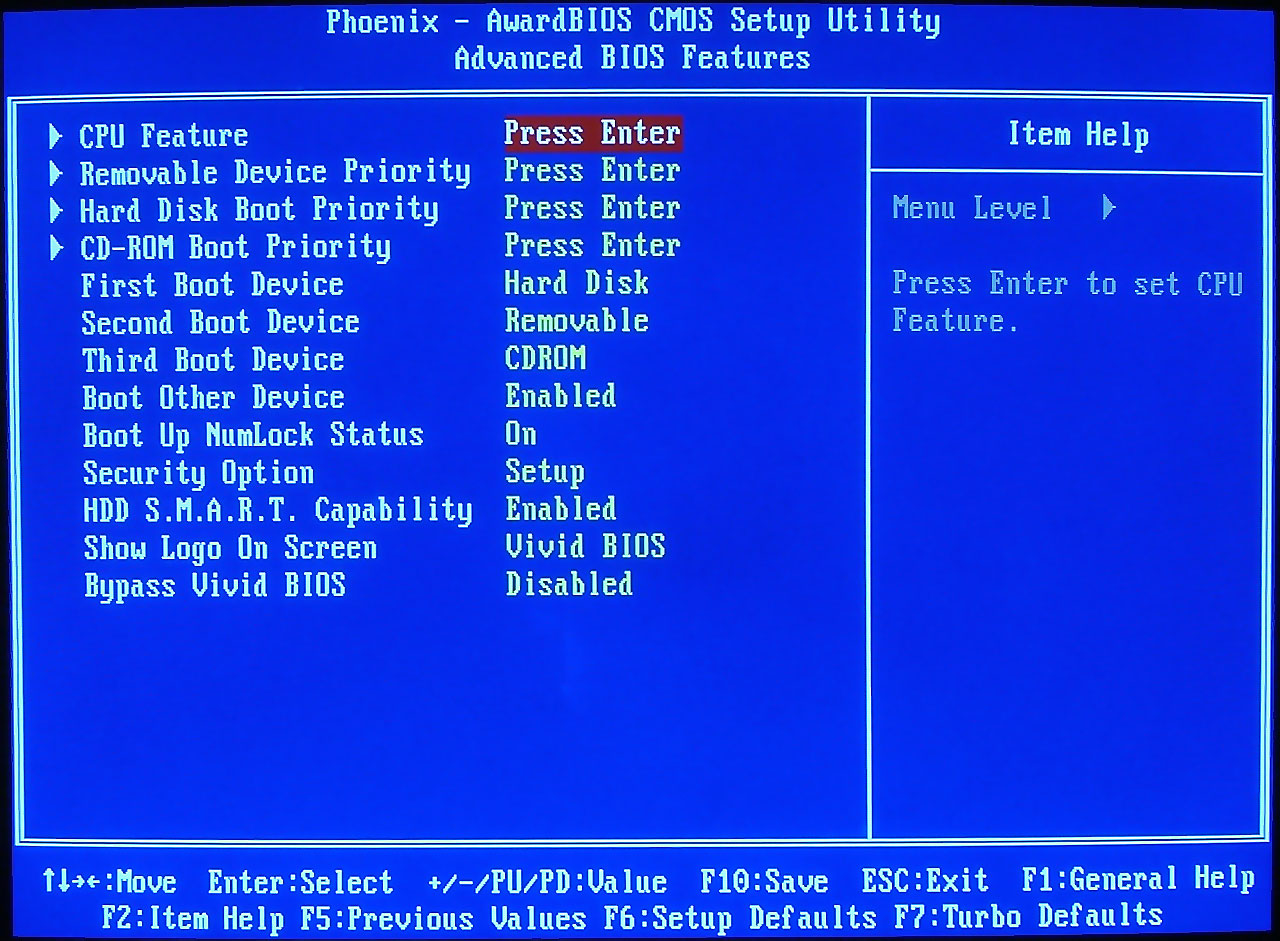 Phoenix - AwardBIOS CMOS Setup Utility
Advanced BIOS Features
CPU Feature Press Enter
Removable Device Priority Press Enter
Hard Disk Boot Priority Press Enter
CD-ROM Boot Priority Press Enter
First Boot Device Hard Disk
Second Boot Device Removable
Third Boot Device CDROM
Boot Other Device Enabled
Boot Up NumLock Status On
Security Option Setup
HDD S.M.A.R.T. Capability Enabled
Show Logo On Screen Vivid BIOS
Bypass Vivid BIOS Disabled
Item Help
Menu Level
Press Enter to set CPU
Feature.
↑↓→←:Move Enter:Select +/-/PU/PD:Value F10:Save ESC:Exit F1:General Help
F2:Item Help F5:Previous Values F6:Setup Defaults F7:Turbo Defaults